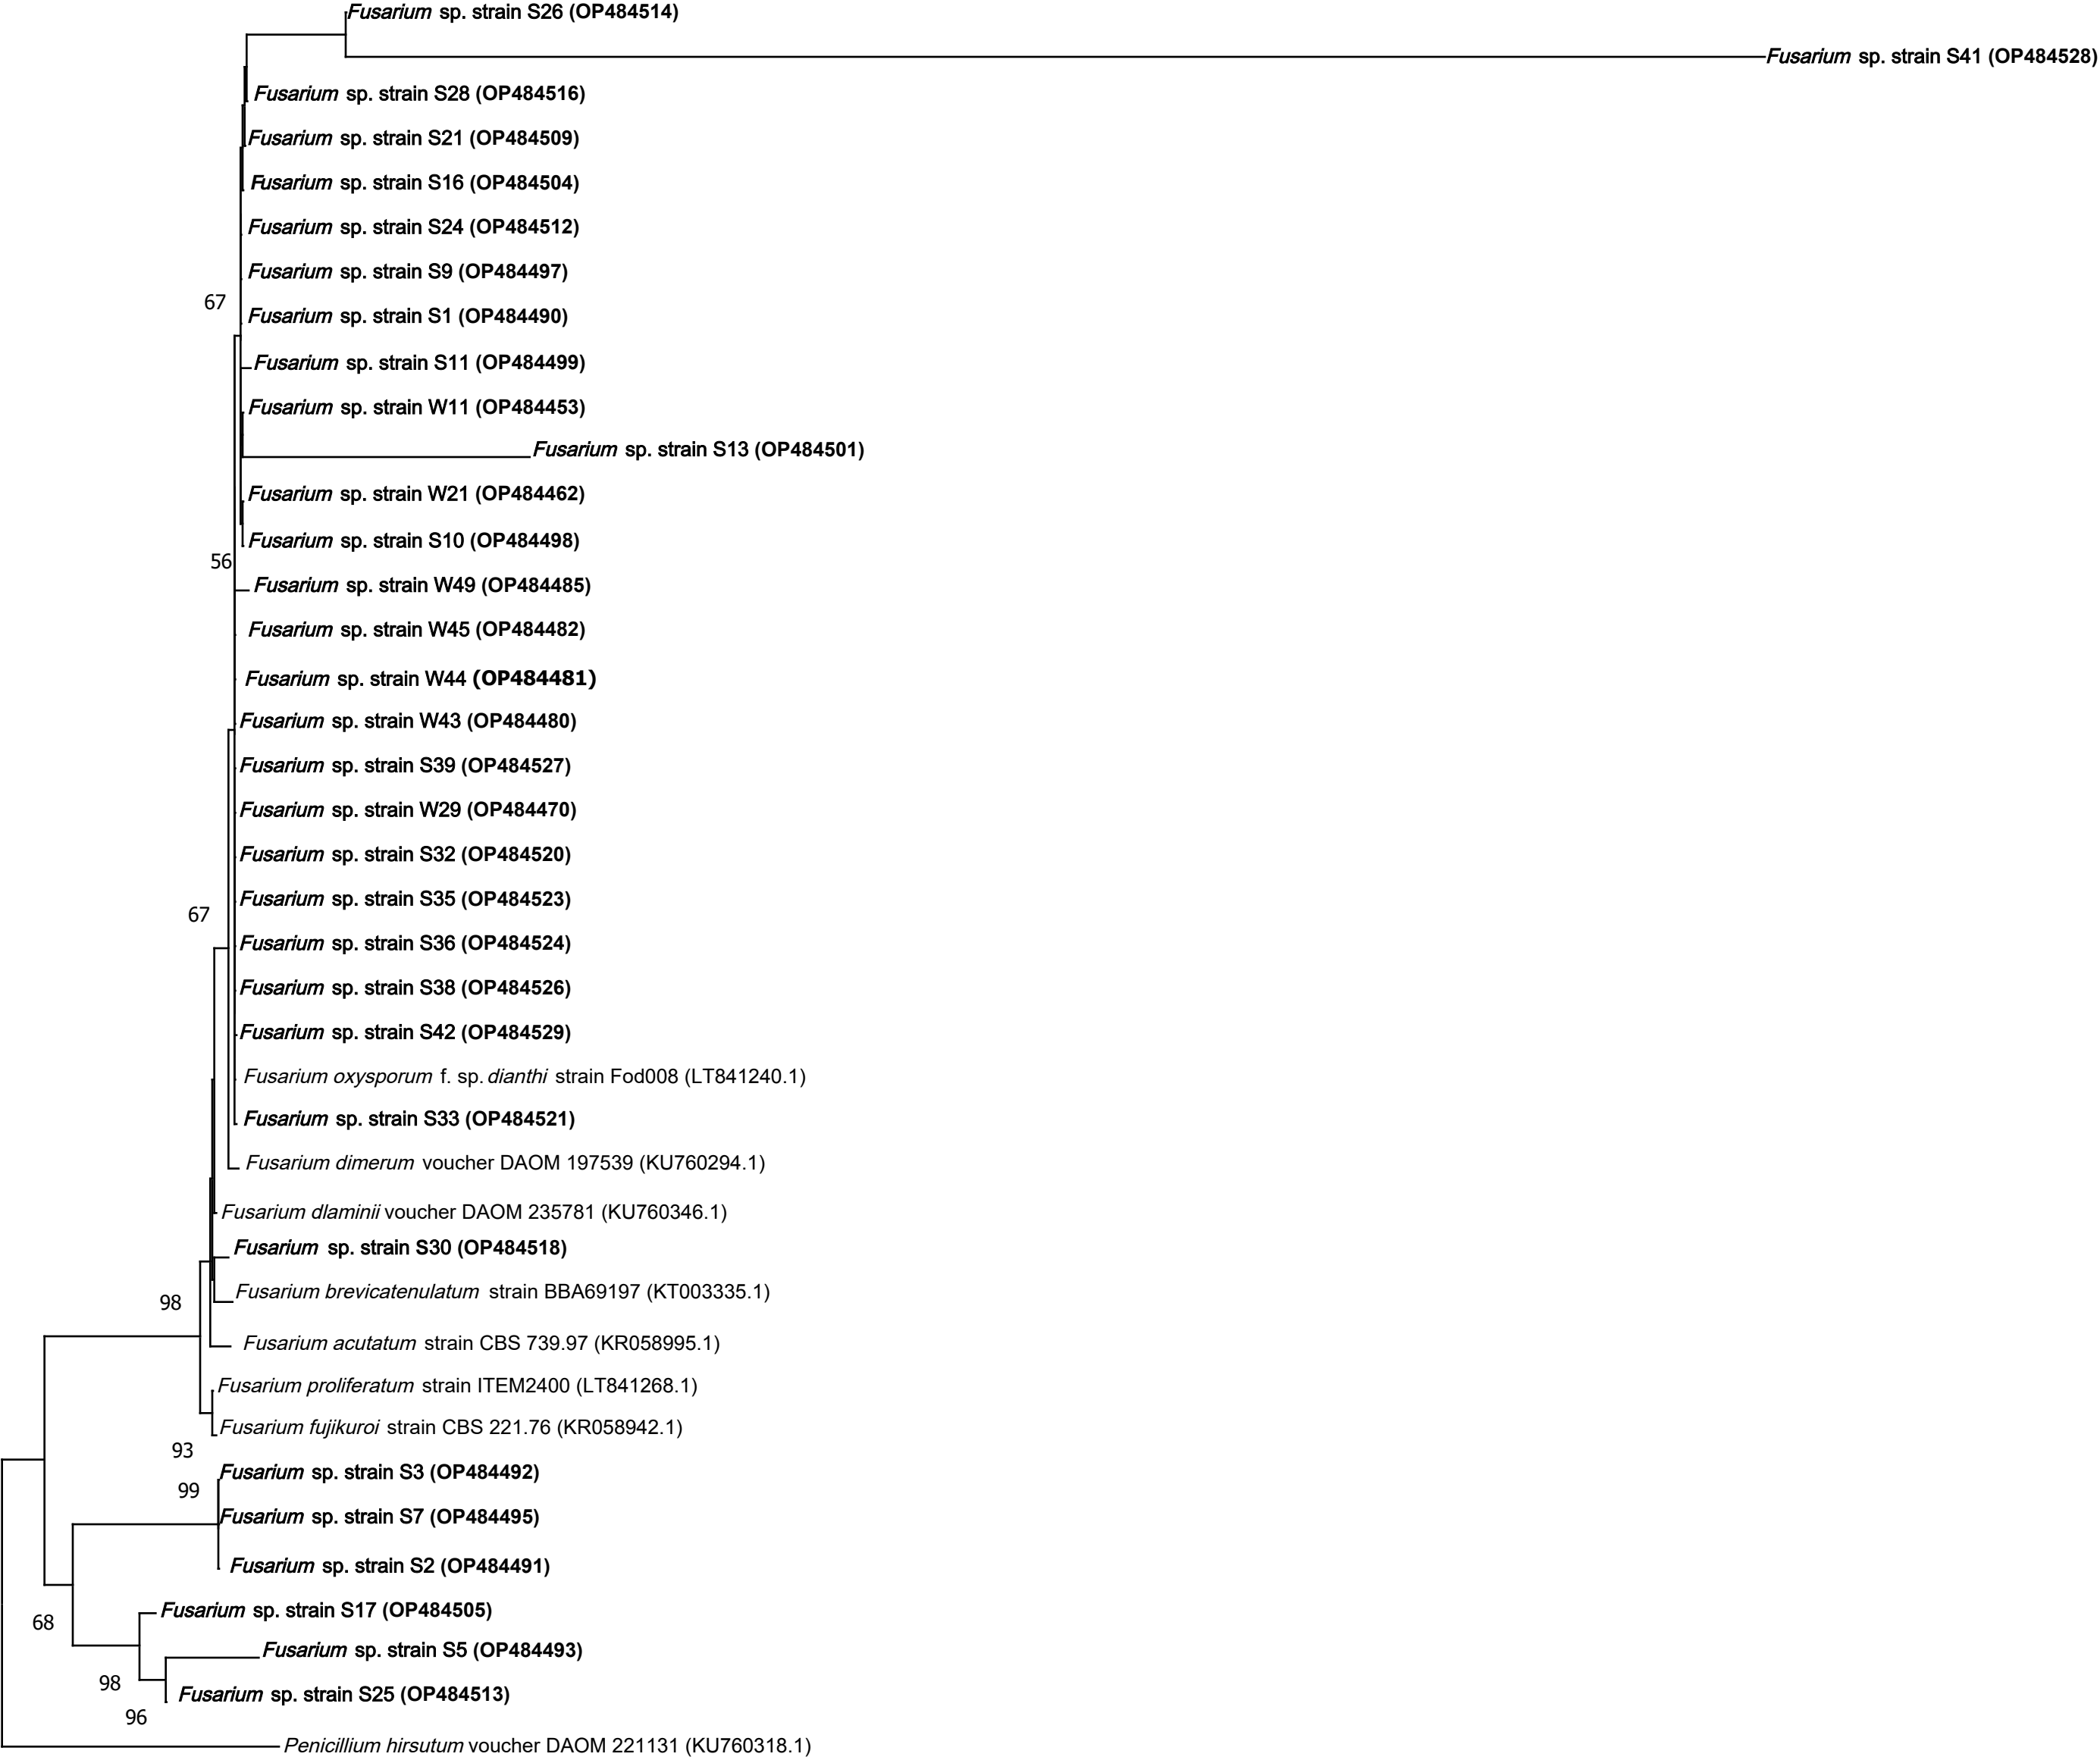 Fusarium sp. strain S26 (OP484514)
Fusarium sp. strain S41 (OP484528)
Fusarium sp. strain S28 (OP484516)
Fusarium sp. strain S21 (OP484509)
Fusarium sp. strain S16 (OP484504)
Fusarium sp. strain S24 (OP484512)
Fusarium sp. strain S9 (OP484497)
67
Fusarium sp. strain S1 (OP484490)
Fusarium sp. strain S11 (OP484499)
Fusarium sp. strain W11 (OP484453)
Fusarium sp. strain S13 (OP484501)
Fusarium sp. strain W21 (OP484462)
Fusarium sp. strain S10 (OP484498)
56
Fusarium sp. strain W49 (OP484485)
Fusarium sp. strain W45 (OP484482)
Fusarium sp. strain W44 (OP484481)
Fusarium sp. strain W43 (OP484480)
Fusarium sp. strain S39 (OP484527)
Fusarium sp. strain W29 (OP484470)
Fusarium sp. strain S32 (OP484520)
Fusarium sp. strain S35 (OP484523)
67
Fusarium sp. strain S36 (OP484524)
Fusarium sp. strain S38 (OP484526)
Fusarium sp. strain S42 (OP484529)
Fusarium oxysporum f. sp. dianthi strain Fod008 (LT841240.1)
Fusarium sp. strain S33 (OP484521)
Fusarium dimerum voucher DAOM 197539 (KU760294.1)
Fusarium dlaminii voucher DAOM 235781 (KU760346.1)
Fusarium sp. strain S30 (OP484518)
Fusarium brevicatenulatum strain BBA69197 (KT003335.1)
98
Fusarium acutatum strain CBS 739.97 (KR058995.1)
Fusarium proliferatum strain ITEM2400 (LT841268.1)
Fusarium fujikuroi strain CBS 221.76 (KR058942.1)
93
Fusarium sp. strain S3 (OP484492)
99
Fusarium sp. strain S7 (OP484495)
Fusarium sp. strain S2 (OP484491)
Fusarium sp. strain S17 (OP484505)
68
Fusarium sp. strain S5 (OP484493)
98
Fusarium sp. strain S25 (OP484513)
96
Penicillium hirsutum voucher DAOM 221131 (KU760318.1)